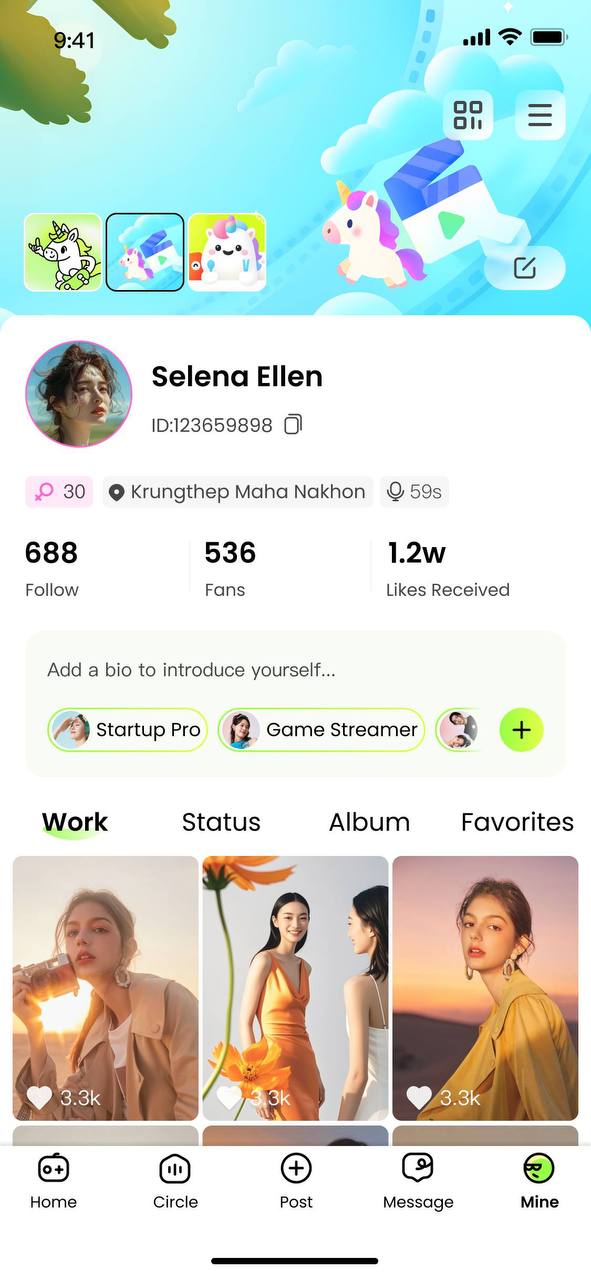 9:41
Selena Ellen
ID:123659898
30
Krungthep Maha Nakhon
59s
688
536
1.2w
Follow
Fans
Likes Received
Add a bio to introduce yourself...
Startup Pro
Game Streamer
Work
Status
Album
Favorites
3.3k
3.3k
3.3k
Home
Circle
Post
Message
Mine